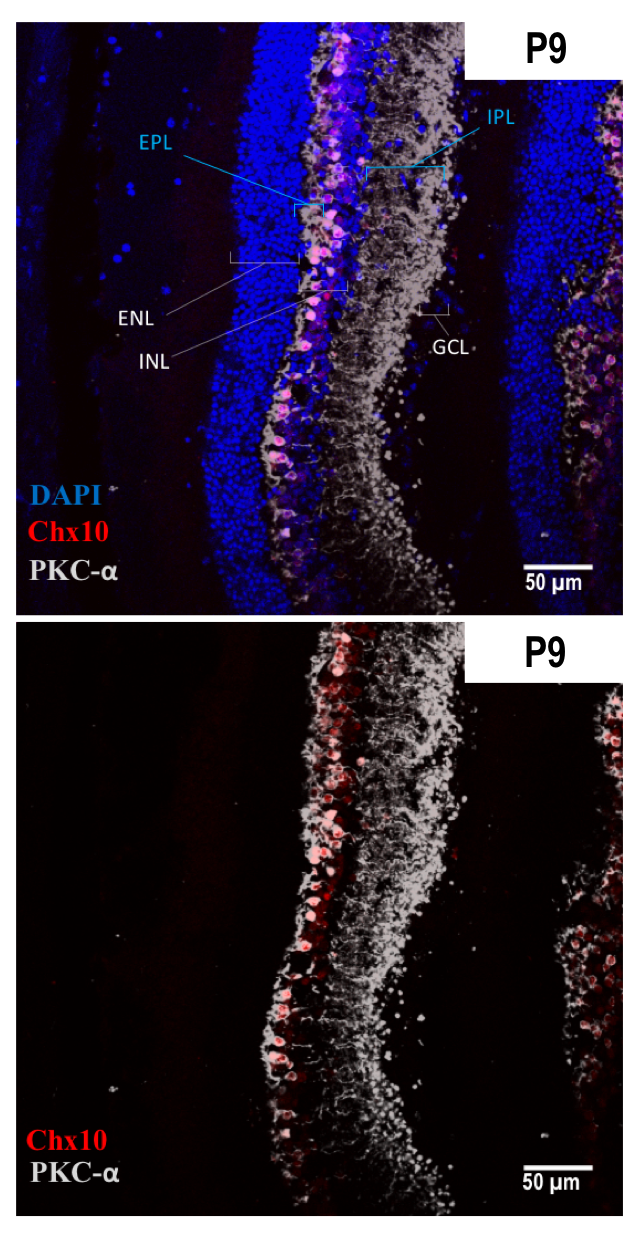 P9
IPL
EPL
ENL
INL
GCL
DAPI
Chx10
PKC-α
50 µm
P9
Chx10
PKC-α
50 µm